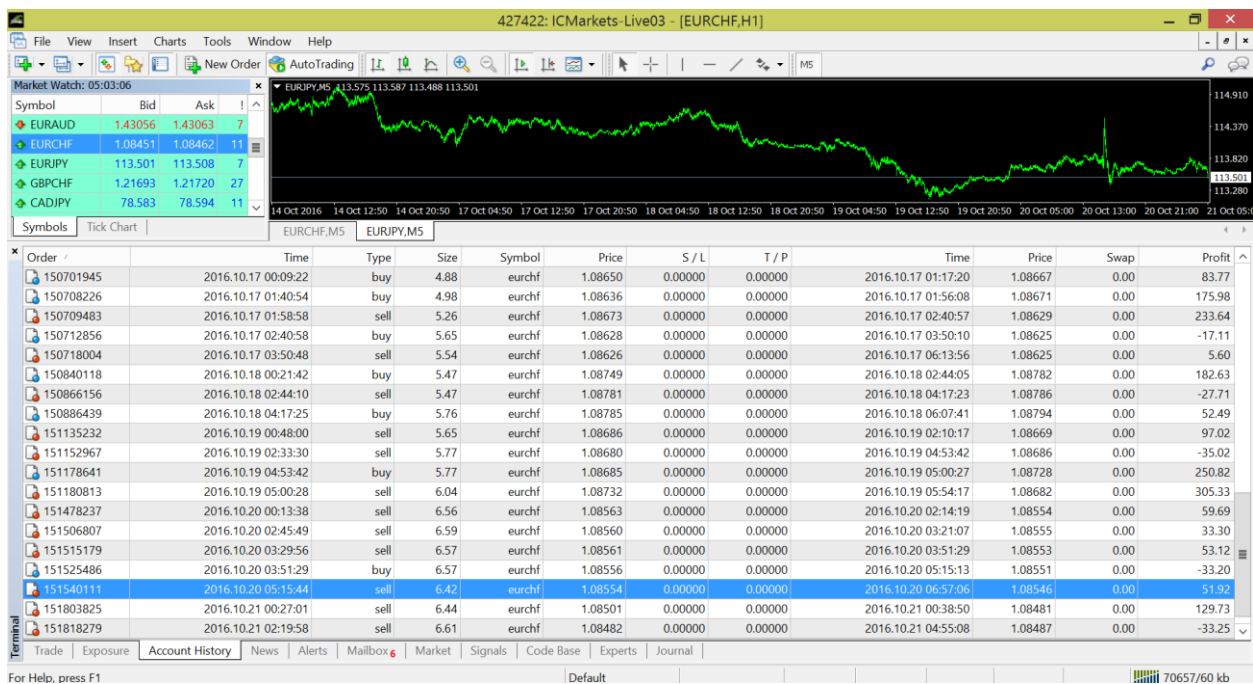 427422: ICMarkets-Live03 - [EURCHF,H1]
File View Insert Charts Tools Window Help
New Order AutoTrading M5
Market Watch: 05:03:06
Symbol Bid Ask !
EURAUD 1.43056 1.43063 7
EURCHF 1.08451 1.08462 11
EURJPY 113.501 113.508 7
GBPCHF 1.21693 1.21720 27
CADJPY 78.583 78.594 11
Symbols Tick Chart
EURJPY,M5 113.575 113.587 113.488 113.501
114.910
114.370
113.820
113.501
113.280
14 Oct 2016 14 Oct 12:50 14 Oct 20:50 17 Oct 04:50 17 Oct 12:50 17 Oct 20:50 18 Oct 04:50 18 Oct 12:50 18 Oct 20:50 19 Oct 04:50 19 Oct 12:50 19 Oct 20:50 20 Oct 05:00 20 Oct 13:00 20 Oct 21:00 21 Oct 05:0
EURCHF,M5 EURJPY,M5
Order / Time Type Size Symbol Price S / L T / P Time Price Swap Profit
150701945 2016.10.17 00:09:22 buy 4.88 eurchf 1.08650 0.00000 0.00000 2016.10.17 01:17:20 1.08667 0.00 83.77
150708226 2016.10.17 01:40:54 buy 4.98 eurchf 1.08636 0.00000 0.00000 2016.10.17 01:56:08 1.08671 0.00 175.98
150709483 2016.10.17 01:58:58 sell 5.26 eurchf 1.08673 0.00000 0.00000 2016.10.17 02:40:57 1.08629 0.00 233.64
150712856 2016.10.17 02:40:58 buy 5.65 eurchf 1.08628 0.00000 0.00000 2016.10.17 03:50:10 1.08625 0.00 -17.11
150718004 2016.10.17 03:50:48 sell 5.54 eurchf 1.08626 0.00000 0.00000 2016.10.17 06:13:56 1.08625 0.00 5.60
150840118 2016.10.18 00:21:42 buy 5.47 eurchf 1.08749 0.00000 0.00000 2016.10.18 02:44:05 1.08782 0.00 182.63
150866156 2016.10.18 02:44:10 sell 5.47 eurchf 1.08781 0.00000 0.00000 2016.10.18 04:17:23 1.08786 0.00 -27.71
150886439 2016.10.18 04:17:25 buy 5.76 eurchf 1.08785 0.00000 0.00000 2016.10.18 06:07:41 1.08794 0.00 52.49
151135232 2016.10.19 00:48:00 sell 5.65 eurchf 1.08686 0.00000 0.00000 2016.10.19 02:10:17 1.08669 0.00 97.02
151152967 2016.10.19 02:33:30 sell 5.77 eurchf 1.08680 0.00000 0.00000 2016.10.19 04:53:42 1.08686 0.00 -35.02
151178641 2016.10.19 04:53:42 buy 5.77 eurchf 1.08685 0.00000 0.00000 2016.10.19 05:00:27 1.08728 0.00 250.82
151180813 2016.10.19 05:00:28 sell 6.04 eurchf 1.08732 0.00000 0.00000 2016.10.19 05:54:17 1.08682 0.00 305.33
151478237 2016.10.20 00:13:38 sell 6.56 eurchf 1.08563 0.00000 0.00000 2016.10.20 02:14:19 1.08554 0.00 59.69
151506807 2016.10.20 02:45:49 sell 6.59 eurchf 1.08560 0.00000 0.00000 2016.10.20 03:21:07 1.08555 0.00 33.30
151515179 2016.10.20 03:29:56 sell 6.57 eurchf 1.08561 0.00000 0.00000 2016.10.20 03:51:29 1.08553 0.00 53.12
151525486 2016.10.20 03:51:29 buy 6.57 eurchf 1.08556 0.00000 0.00000 2016.10.20 05:15:13 1.08551 0.00 -33.20
151540111 2016.10.20 05:15:44 sell 6.42 eurchf 1.08554 0.00000 0.00000 2016.10.20 06:57:06 1.08546 0.00 51.92
151803825 2016.10.21 00:27:01 sell 6.44 eurchf 1.08501 0.00000 0.00000 2016.10.21 00:38:50 1.08481 0.00 129.73
151818279 2016.10.21 02:19:58 sell 6.61 eurchf 1.08482 0.00000 0.00000 2016.10.21 04:55:08 1.08487 0.00 -33.25
Terminal
Trade Exposure Account History News Alerts Mailbox 6 Market Signals Code Base Experts Journal
For Help, press F1 Default 70657/60 kb